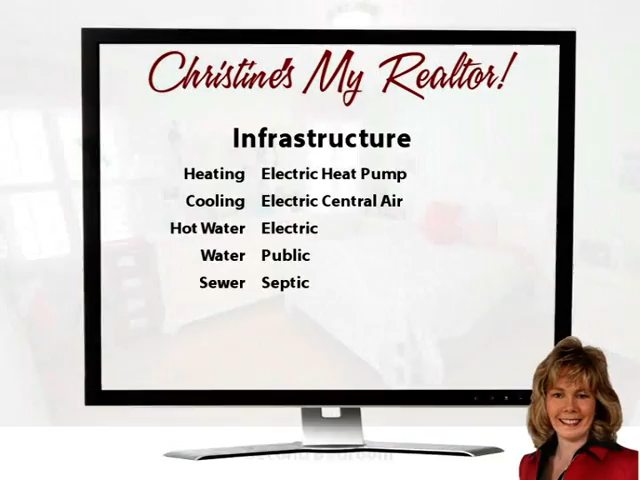 Christine's My Realtor!
Infrastructure
Heating Electric Heat Pump
Cooling Electric Central Air
Hot Water Electric
Water Public
Sewer Septic